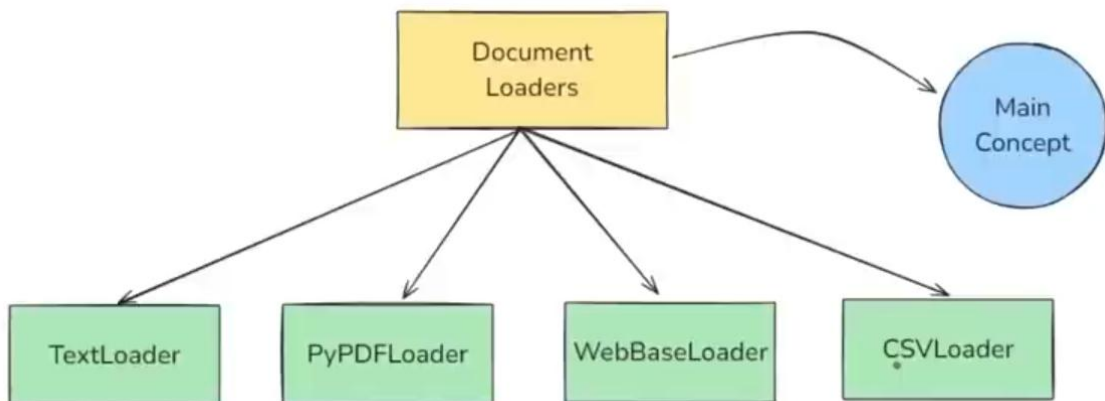 Document
Loaders
Main
Concept
TextLoader
PyPDFLoader
WebBaseLoader
CSVLoader